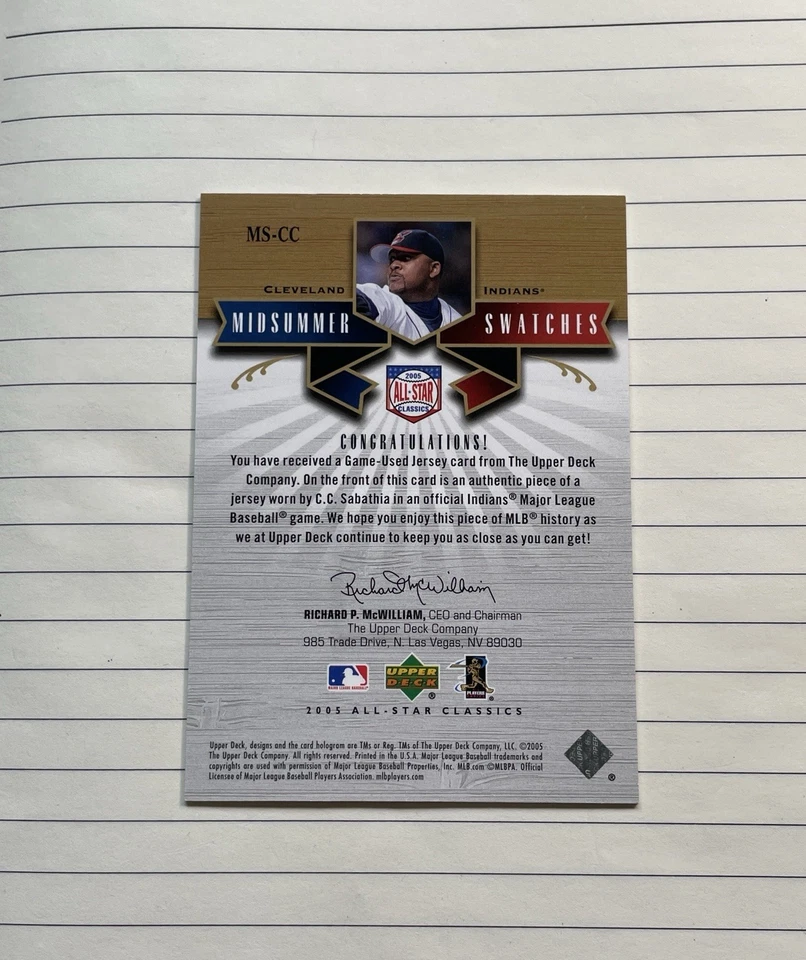 MS-CC
CLEVELAND INDIANS®
MIDSUMMER SWATCHES
2005
ALL-STAR
CLASSICS
CONGRATULATIONS!
You have received a Game-Used Jersey card from The Upper Deck
Company. On the front of this card is an authentic piece of a
jersey worn by C.C. Sabathia in an official Indians® Major League
Baseball® game. We hope you enjoy this piece of MLB® history as
we at Upper Deck continue to keep you as close as you can get!
Richard P. McWilliam
RICHARD P. McWILLIAM, CEO and Chairman
The Upper Deck Company
985 Trade Drive, N. Las Vegas, NV 89030
MAJOR LEAGUE BASEBALL®
UPPER
DECK®
PLAYERS®
2005 ALL-STAR CLASSICS
Upper Deck, designs and the card hologram are TMs or Reg. TMs of The Upper Deck Company, LLC. ©2005
The Upper Deck Company. All rights reserved. Printed in the U.S.A. Major League Baseball trademarks and
copyrights are used with permission of Major League Baseball Properties, Inc. MLB.com ©MLBPA. Official
Licensee of Major League Baseball Players Association. mlbplayers.com
®